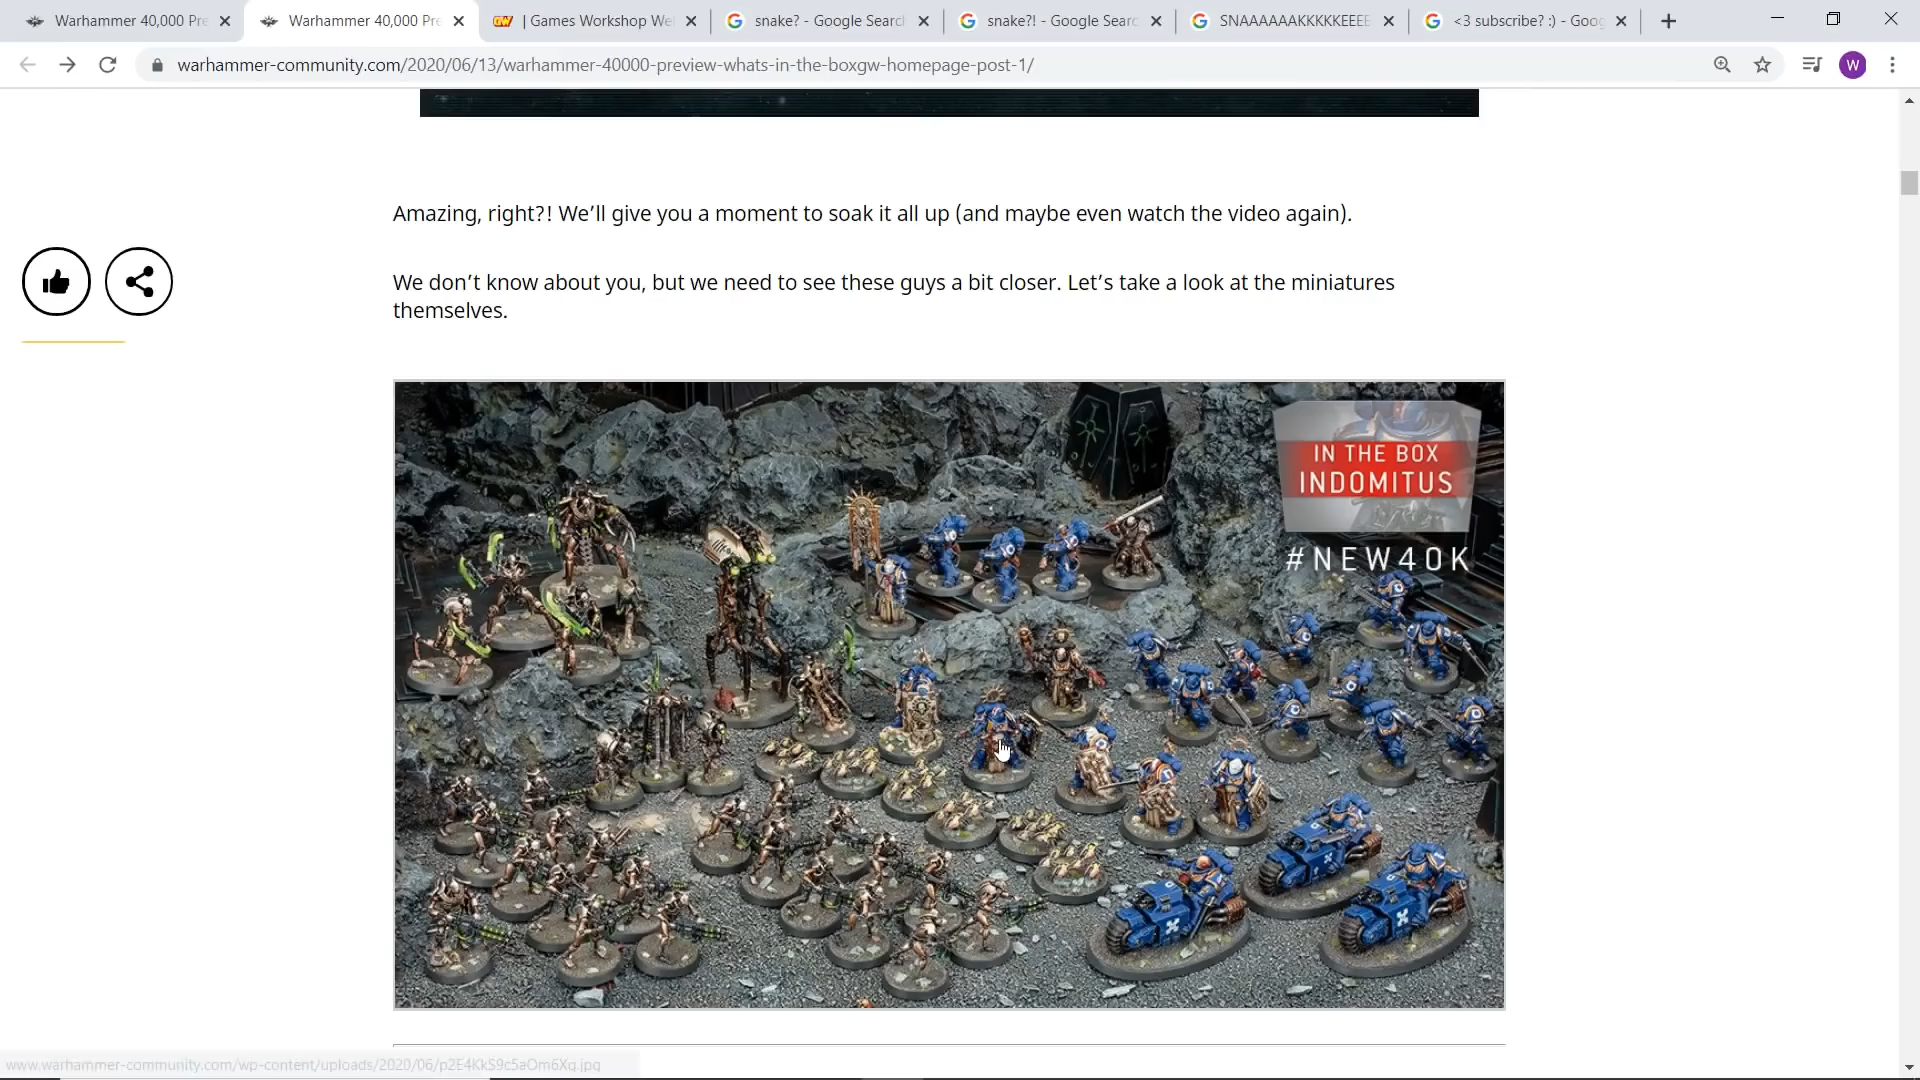 Warhammer 40,000 Pre
Warhammer 40,000 Pre
GW | Games Workshop We
snake? - Google Search
snake?! - Google Searc
SNAAAAAAKKKKKEEEE
<3 subscribe? :) - Goog
warhammer-community.com/2020/06/13/warhammer-40000-preview-whats-in-the-boxgw-homepage-post-1/
W
Amazing, right?! We’ll give you a moment to soak it all up (and maybe even watch the video again).
We don’t know about you, but we need to see these guys a bit closer. Let’s take a look at the miniatures
themselves.
IN THE BOX
INDOMITUS
#NEW40K
www.warhammer-community.com/wp-content/uploads/2020/06/p2E4KkS9c5aOm6Xg.jpg